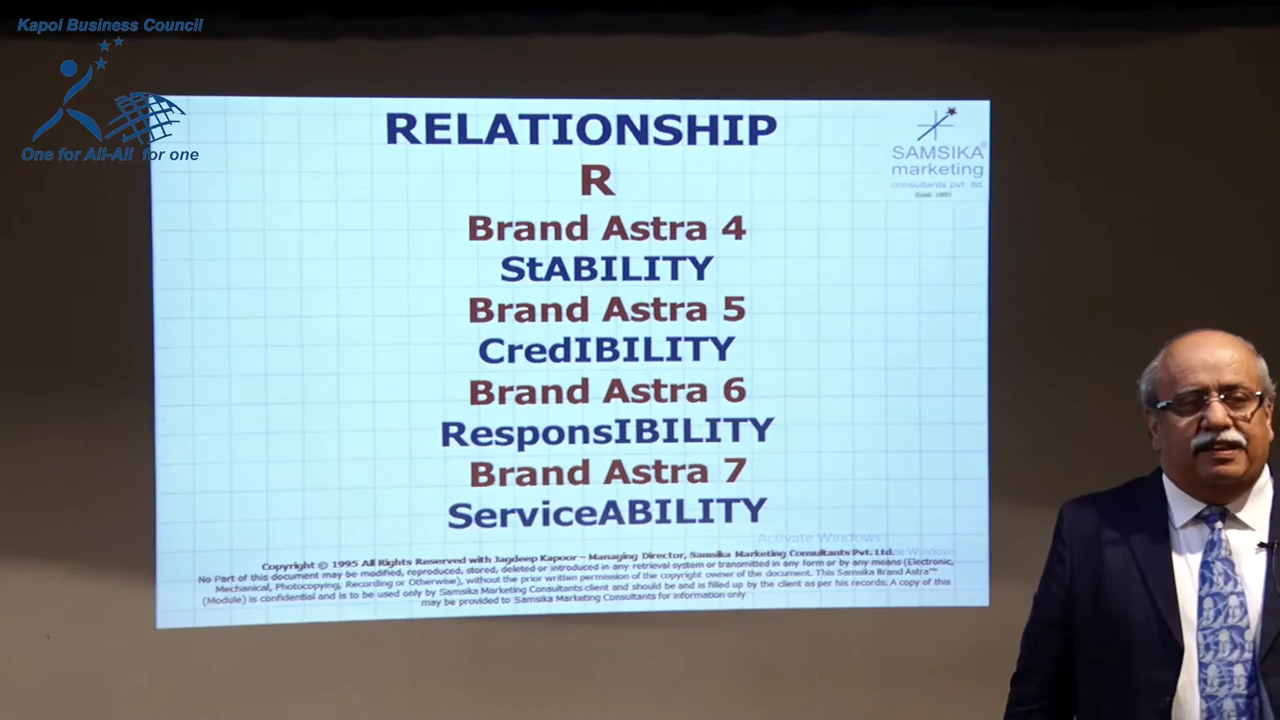 Kapol Business Council
One for All-All for one
RELATIONSHIP
R
Brand Astra 4
StABILITY
Brand Astra 5
CredIBILITY
Brand Astra 6
ResponsIBILITY
Brand Astra 7
ServiceABILITY
SAMSIKA
marketing
consultants pvt ltd
Activate Windows
Copyright © 1995 All Rights Reserved with Jagdeep Kapoor – Managing Director, Samsika Marketing Consultants Pvt. Ltd.
No Part of this document may be modified, reproduced, stored, deleted or introduced in any retrieval system or transmitted in any form or by any means (Electronic,
Mechanical, Photocopying, Recording or Otherwise), without the prior written permission of the copyright owner of the document. This Samsika Brand Astra™
(Module) is confidential and is to be used only by Samsika Marketing Consultants client and should be and is filled up by the client as per his records. A copy of this
may be provided to Samsika Marketing Consultants for information only